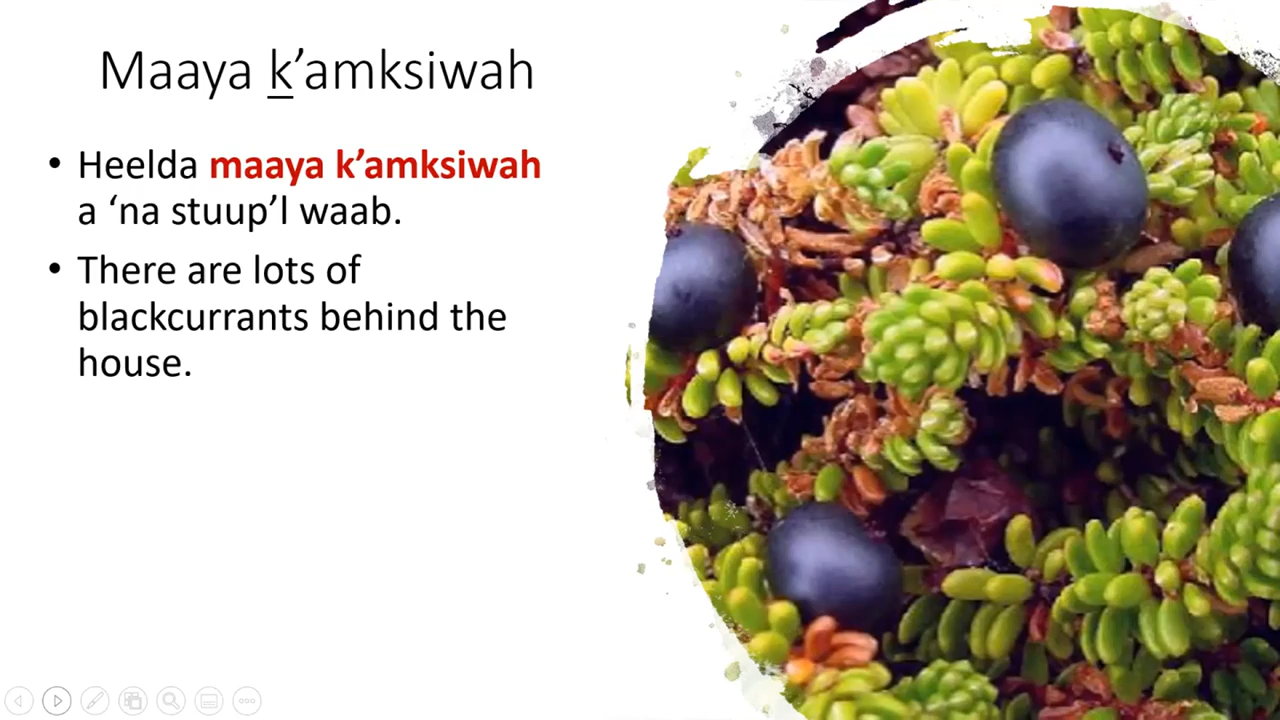 Maaya k̲’amksiwah
• Heelda maaya k’amksiwah
a ‘na stuup’l waab.
• There are lots of
blackcurrants behind the
house.